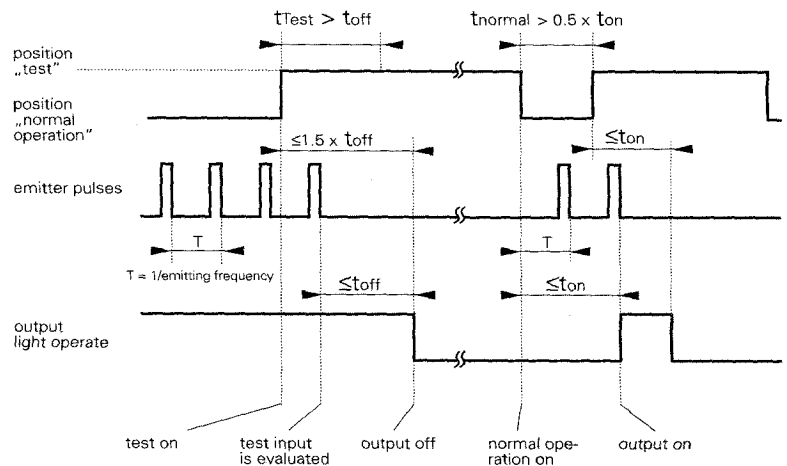 tTest > toff
tnormal > 0.5 x ton
position
„test"
position
„normal
operation"
≤1.5 x toff
≤ton
emitter pulses
T
T
T = 1/emitting frequency
≤toff
≤ton
output
light operate
test on
test input
is evaluated
output off
normal ope-
ration on
output on